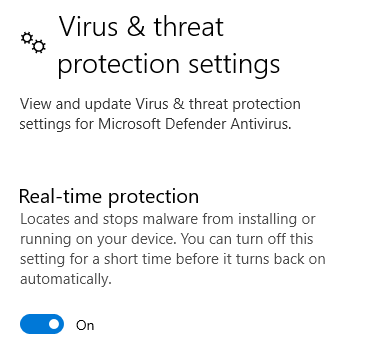 Virus & threat
protection settings
View and update Virus & threat protection
settings for Microsoft Defender Antivirus.
Real-time protection
Locates and stops malware from installing or
running on your device. You can turn off this
setting for a short time before it turns back on
automatically.
On